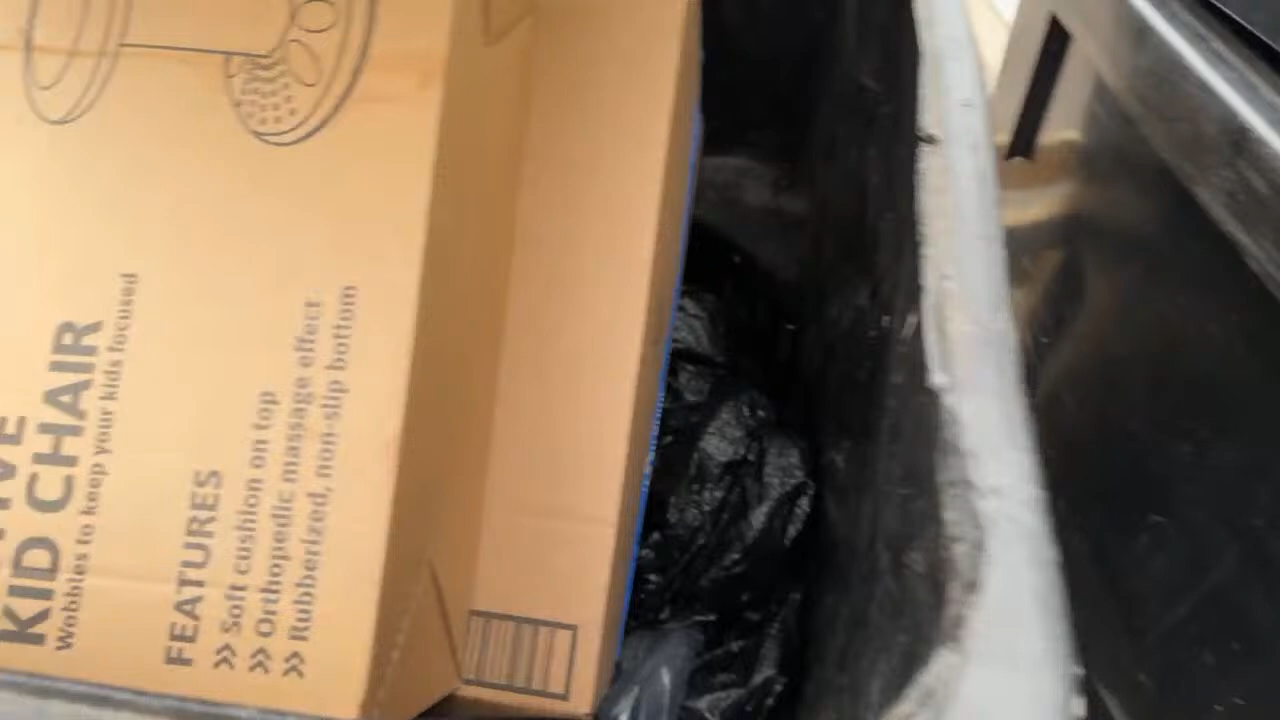 KID CHAIR
Wobbles to keep your kids focused
FEATURES
» Soft cushion on top
» Orthopedic massage effect
» Rubberized, non-slip bottom